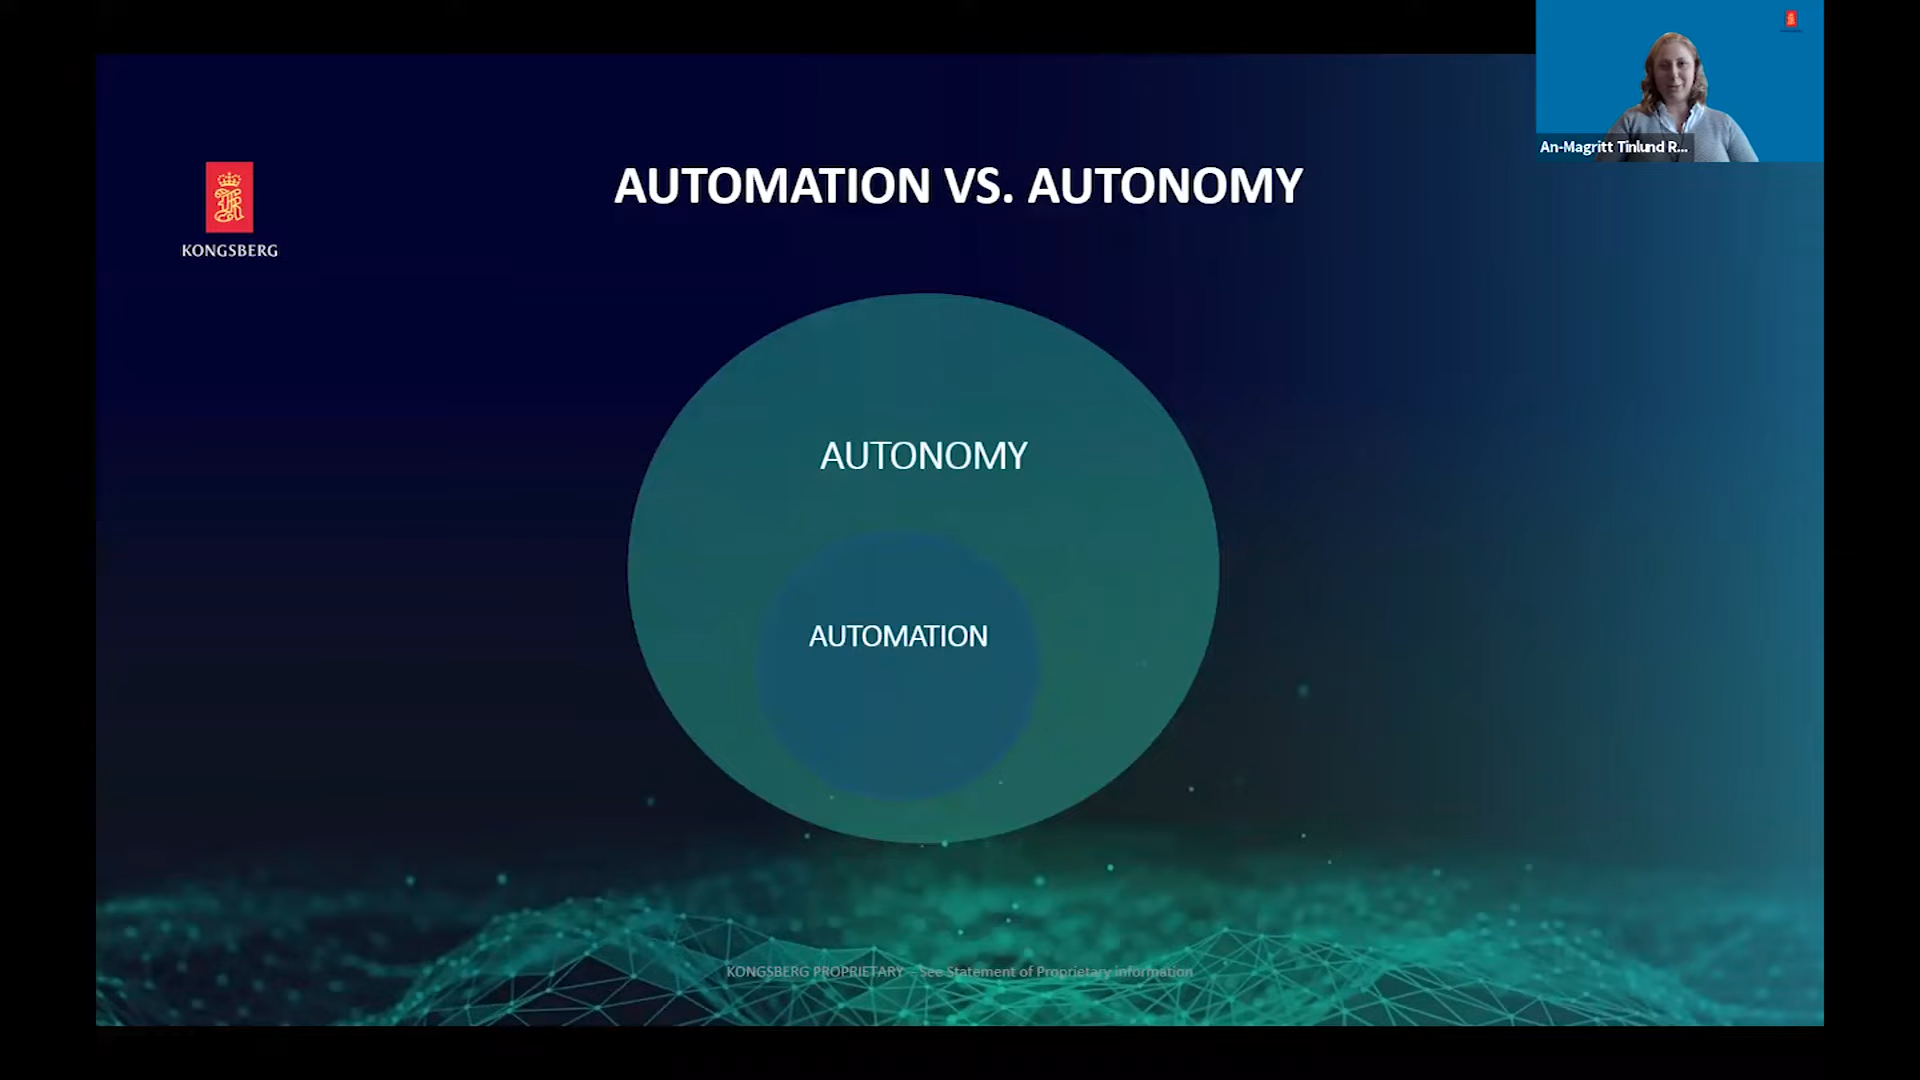 An-Magritt Tinlund R...
AUTOMATION VS. AUTONOMY
KONGSBERG
AUTONOMY
AUTOMATION
KONGSBERG PROPRIETARY - See Statement of Proprietary information